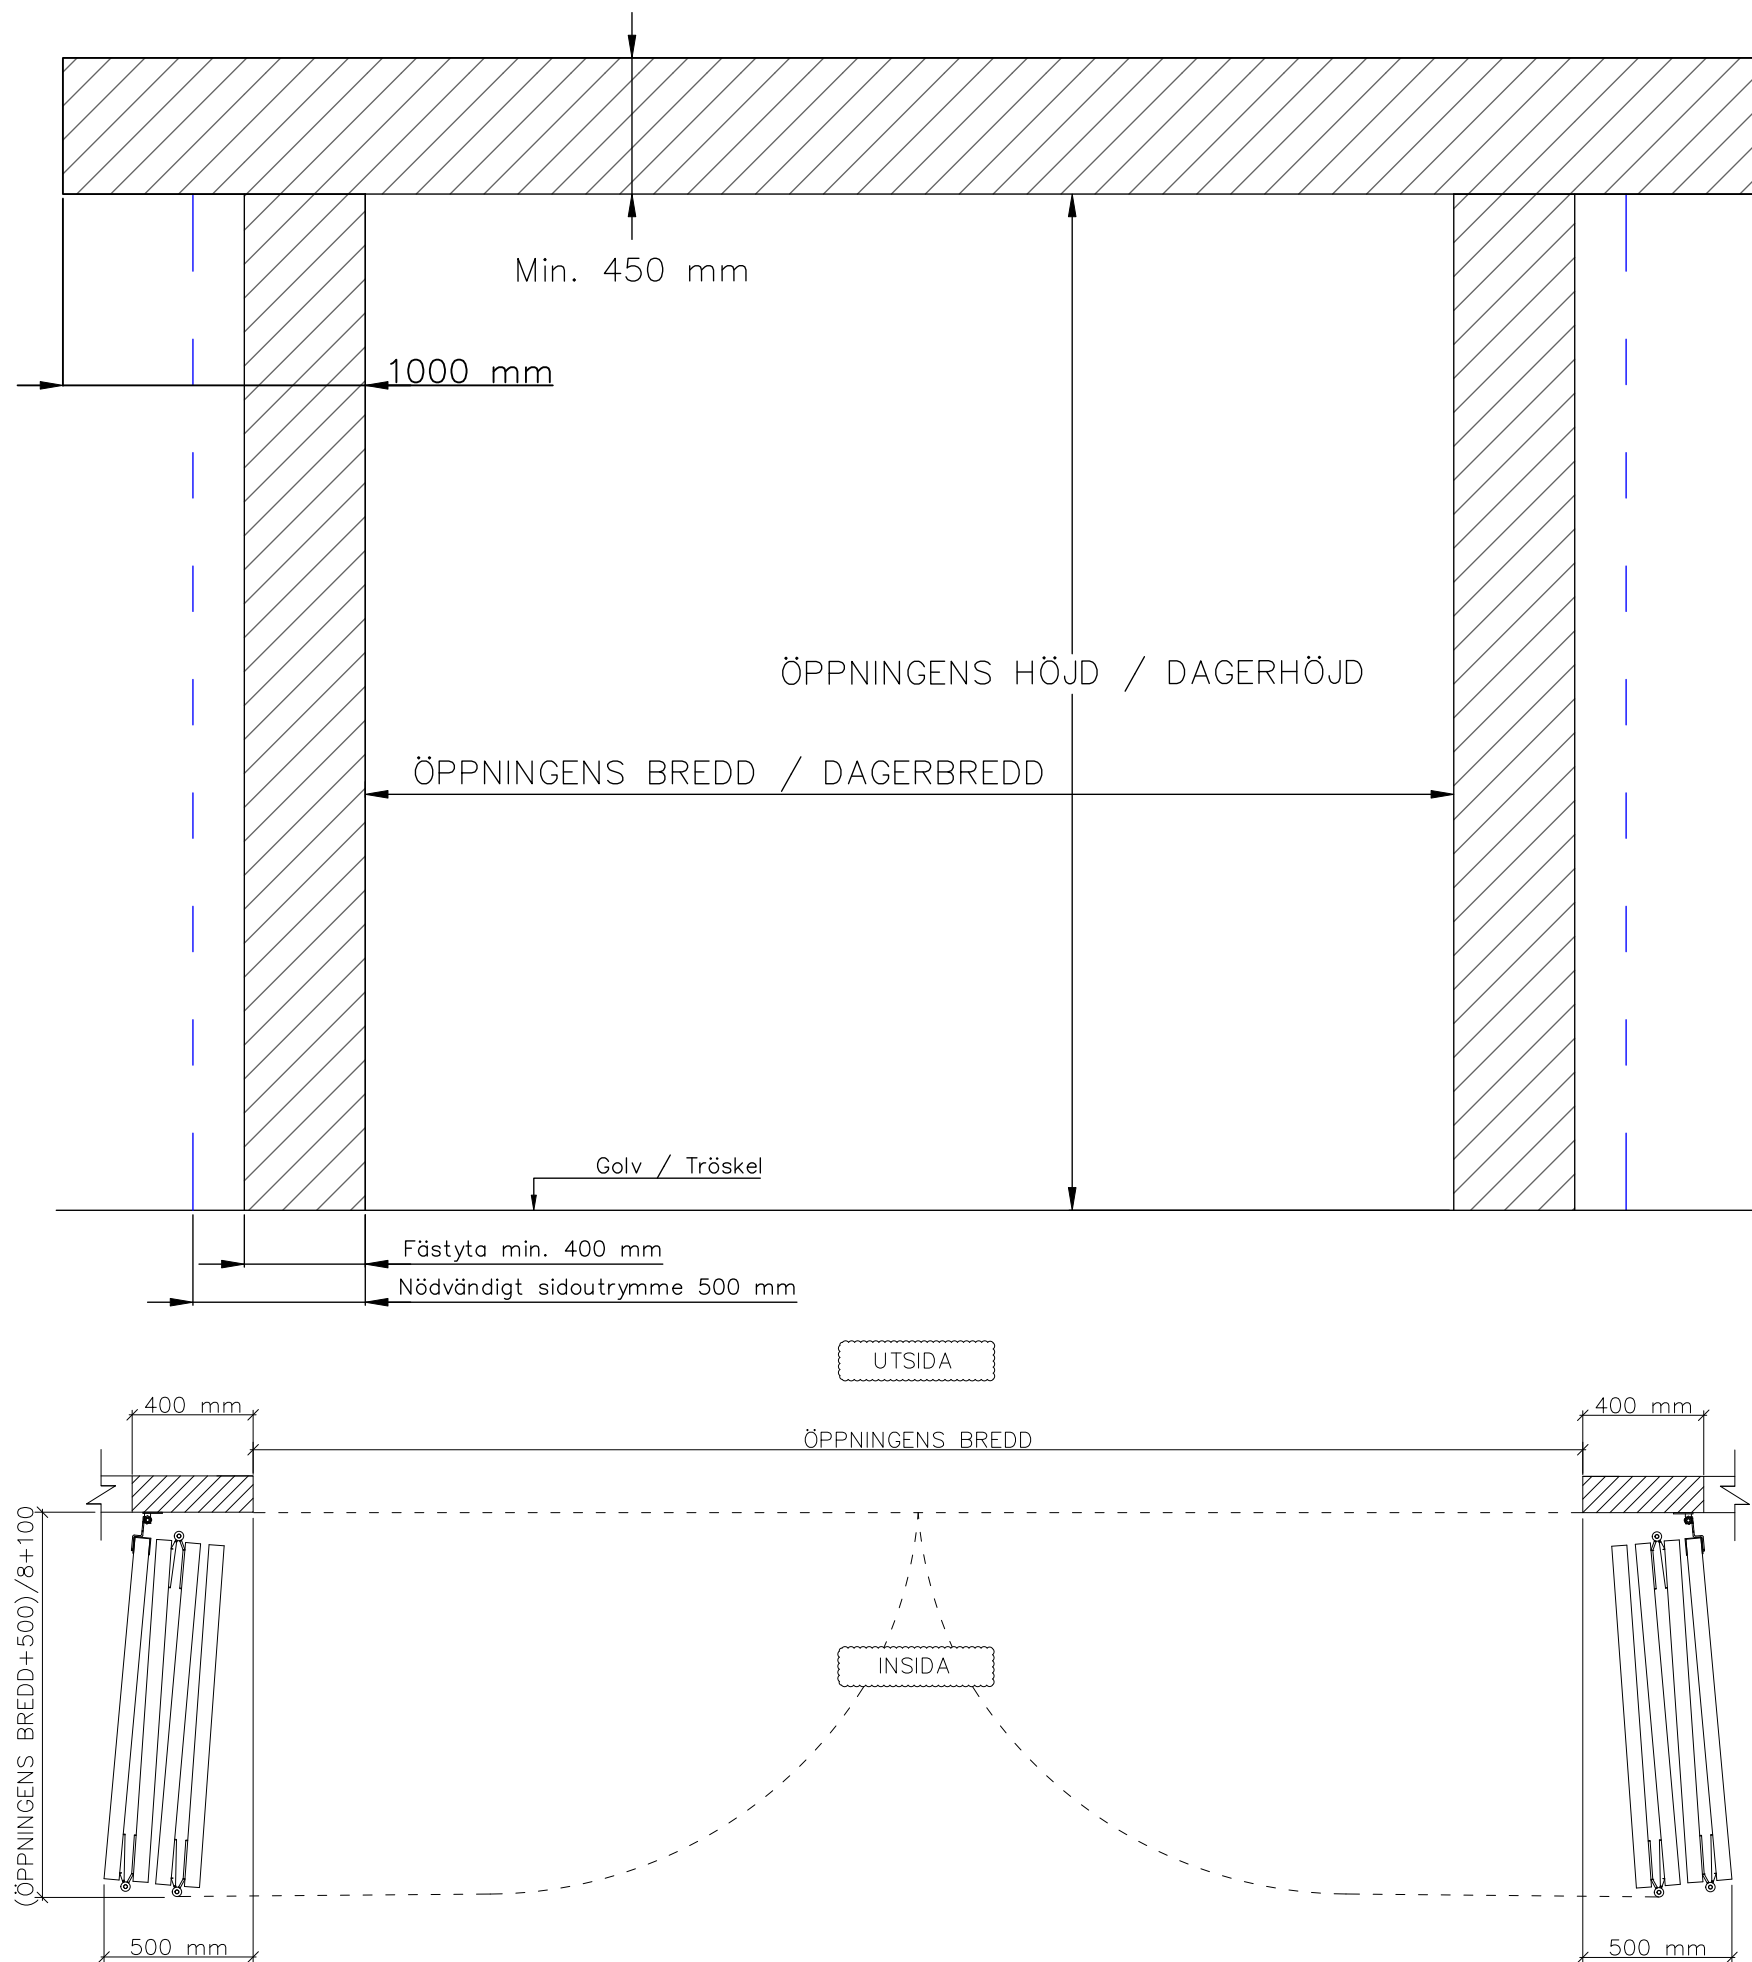 Min. 450 mm
1000 mm
ÖPPNINGENS HÖJD / DAGERHÖJD
ÖPPNINGENS BREDD / DAGERBREDD
Golv / Tröskel
Fästyta min. 400 mm
Nödvändigt sidoutrymme 500 mm
UTSIDA
400 mm
400 mm
ÖPPNINGENS BREDD
(ÖPPNINGENS BREDD+500)/8+100
INSIDA
500 mm
500 mm